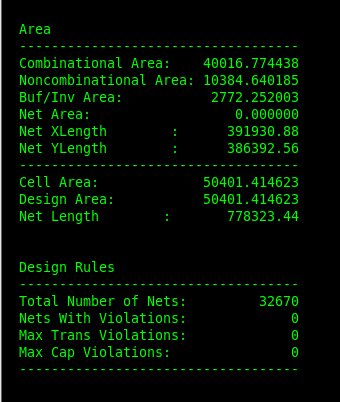 Area
-----------------------------------
Combinational Area:    40016.774438
Noncombinational Area: 10384.640185
Buf/Inv Area:           2772.252003
Net Area:                  0.000000
Net XLength        :      391930.88
Net YLength        :      386392.56
-----------------------------------
Cell Area:             50401.414623
Design Area:           50401.414623
Net Length        :       778323.44
Design Rules
-----------------------------------
Total Number of Nets:         32670
Nets With Violations:             0
Max Trans Violations:             0
Max Cap Violations:               0
-----------------------------------